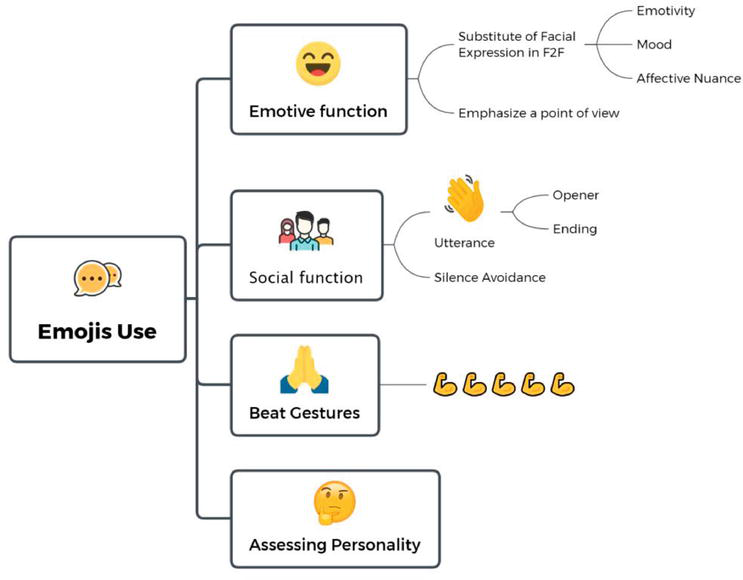 Emojis Use
Emotive function
Substitute of Facial
Expression in F2F
Emotivity
Mood
Affective Nuance
Emphasize a point of view
Social function
Utterance
Opener
Ending
Silence Avoidance
Beat Gestures
Assessing Personality